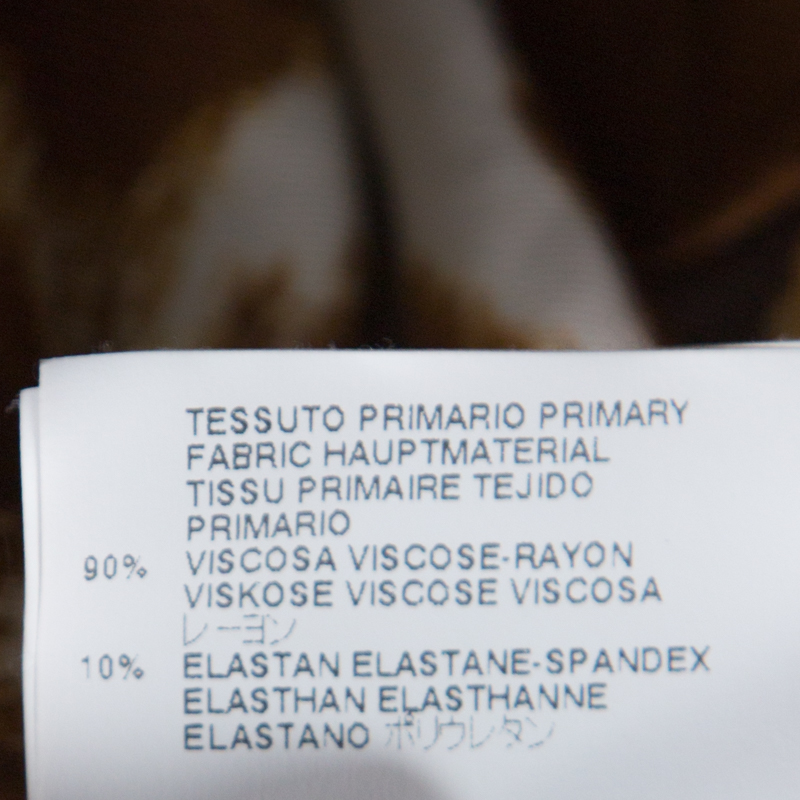 TESSUTO PRIMARIO PRIMARY
FABRIC HAUPTMATERIAL
TISSU PRIMAIRE TEJIDO
PRIMARIO
90% VISCOSA VISCOSE-RAYON
VISKOSE VISCOSE VISCOSA
レーヨン
10% ELASTAN ELASTANE-SPANDEX
ELASTHAN ELASTHANNE
ELASTANO ポリウレタン